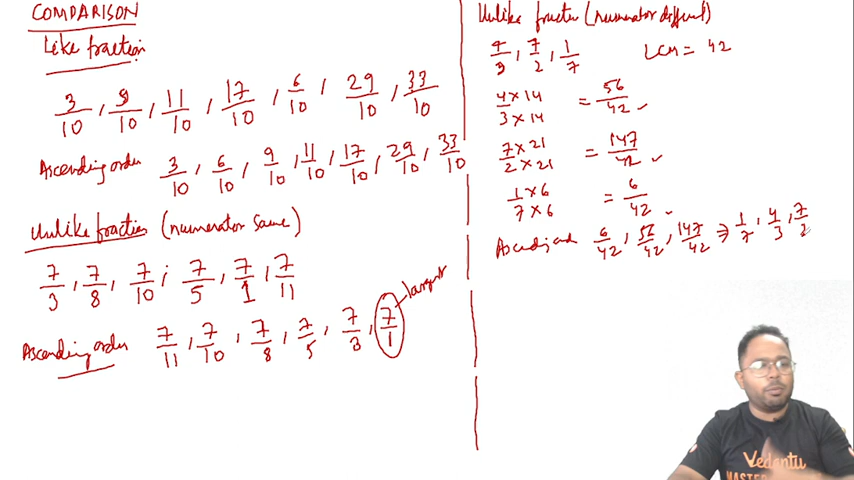 COMPARISON
Like fraction
3/10, 9/10, 11/10, 17/10, 6/10, 29/10, 33/10
Ascending order 3/10, 6/10, 9/10, 11/10, 17/10, 29/10, 33/10
Unlike fraction (numerator same)
7/3, 7/8, 7/10, 7/5, 7/1, 7/11
largest
Ascending order 7/11, 7/10, 7/8, 7/5, 7/3, 7/1
Unlike (numerator
4/3, 7/2, 1/7 LCM = 42
4 × 14 / 3 × 14 = 56/42 ✓
7 × 21 / 2 × 21 = 147/42 ✓
1 × 6 / 7 × 6 = 6/42 ✓
6/42, 56/42, 147/42 ⇒ 1/7, 4/3, 7/2
Vedantu
MASTER